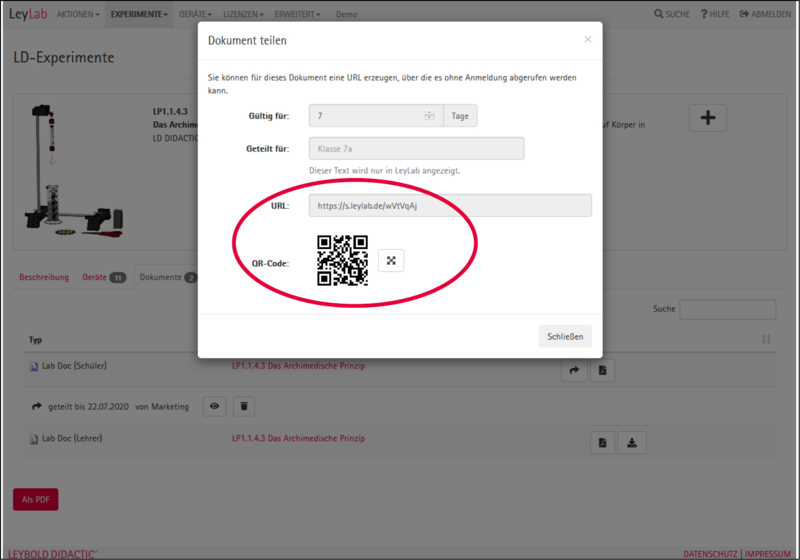 LeyLab AKTIONEN EXPERIMENTE GERÄTE LIZENZEN ERWEITERT Demo SUCHE HILFE ABMELDEN
Dokument teilen
LD-Experimente
Sie können für dieses Dokument eine URL erzeugen, über die es ohne Anmeldung abgerufen werden
kann.
LP1.1.4.3
Gültig für: 7 Tage
LD DIDACTIC
Körper in
Geteilt für: Klasse 7a
Dieser Text wird nur in LeyLab angezeigt.
URL: https://s.leylab.de/wVtVqAj
QR-Code:
Beschreibung Geräte 11 Dokumente 2
Suche
Schließen
Typ
Lab Doc (Schüler) LP1.1.4.3 Das Archimedische Prinzip
geteilt bis 22.07.2020 von Marketing
Lab Doc (Lehrer) LP1.1.4.3 Das Archimedische Prinzip
Als PDF
LEYBOLD DIDACTIC DATENSCHUTZ | IMPRESSUM